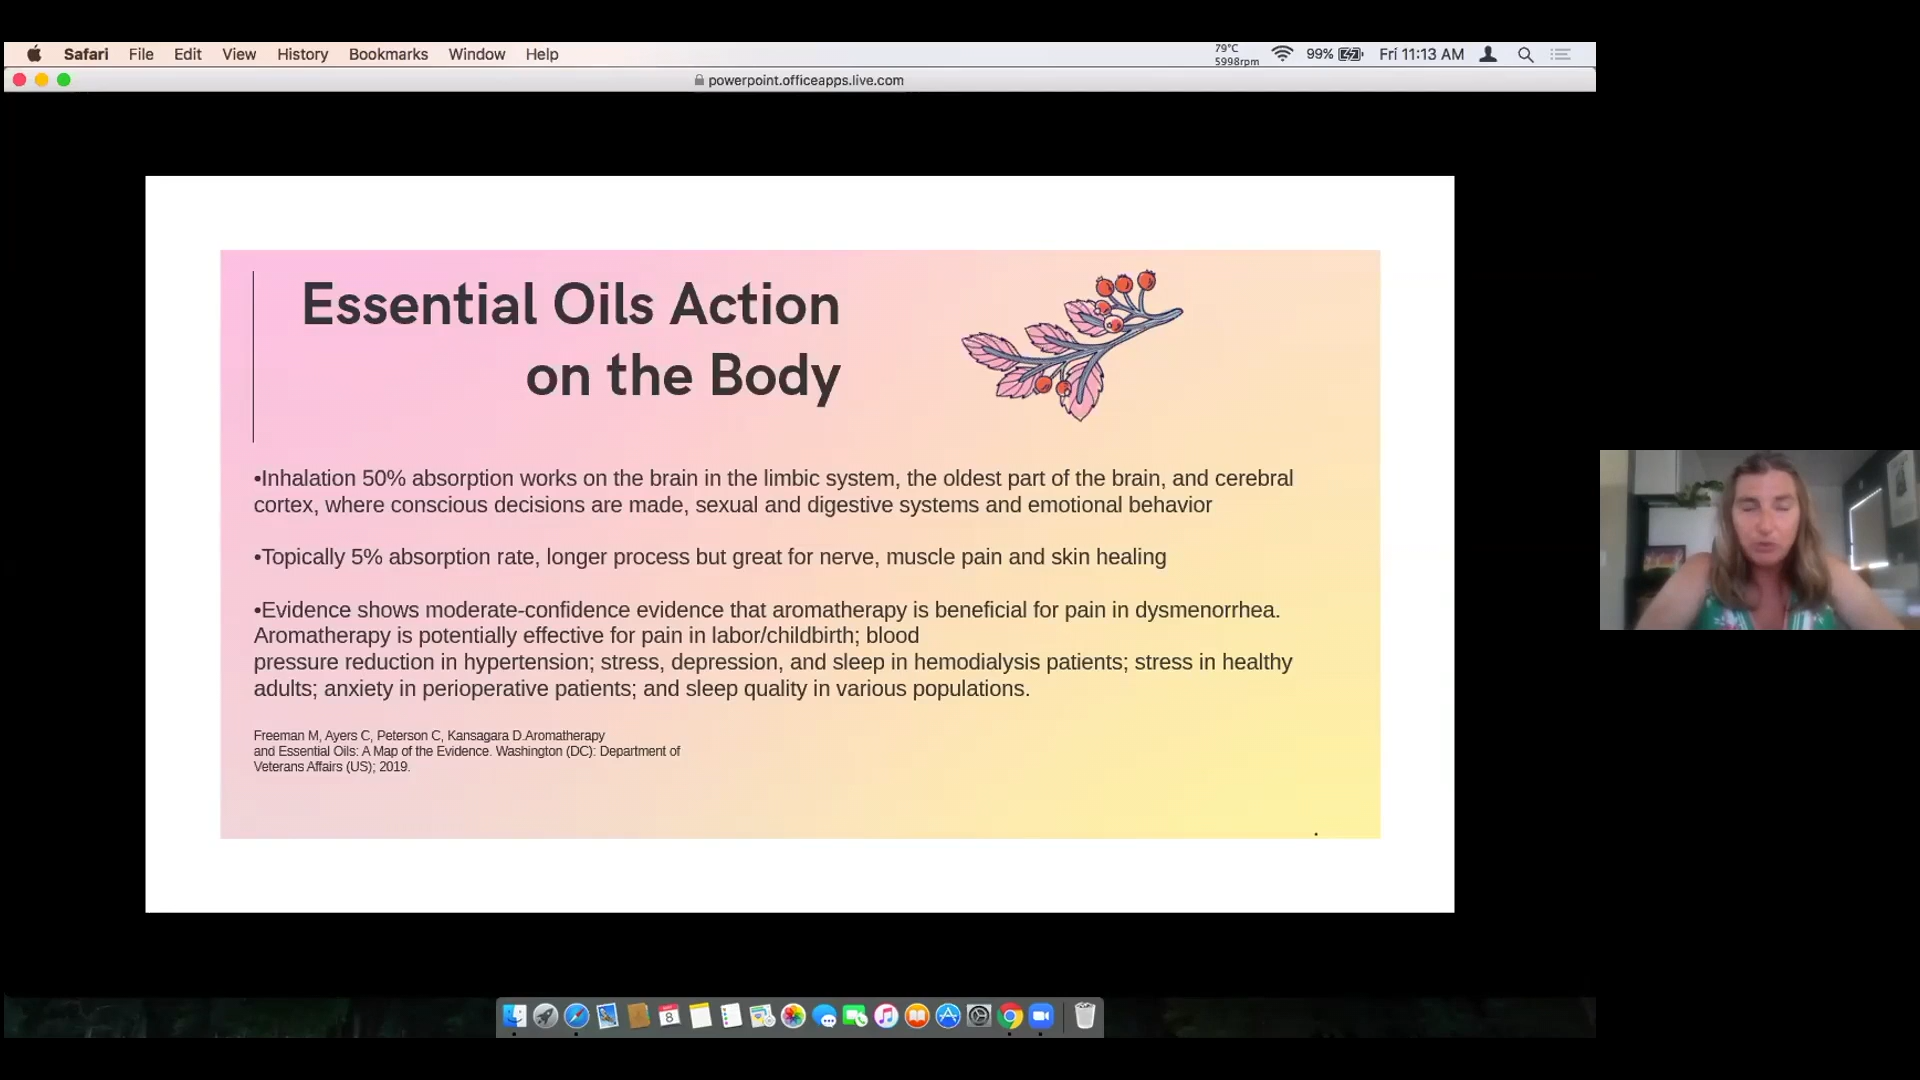 Safari File Edit View History Bookmarks Window Help
79°C
5998rpm
99% Fri 11:13 AM
powerpoint.officeapps.live.com
Essential Oils Action
on the Body
•Inhalation 50% absorption works on the brain in the limbic system, the oldest part of the brain, and cerebral
cortex, where conscious decisions are made, sexual and digestive systems and emotional behavior
•Topically 5% absorption rate, longer process but great for nerve, muscle pain and skin healing
•Evidence shows moderate-confidence evidence that aromatherapy is beneficial for pain in dysmenorrhea.
Aromatherapy is potentially effective for pain in labor/childbirth; blood
pressure reduction in hypertension; stress, depression, and sleep in hemodialysis patients; stress in healthy
adults; anxiety in perioperative patients; and sleep quality in various populations.
Freeman M, Ayers C, Peterson C, Kansagara D.Aromatherapy
and Essential Oils: A Map of the Evidence. Washington (DC): Department of
Veterans Affairs (US); 2019.
8